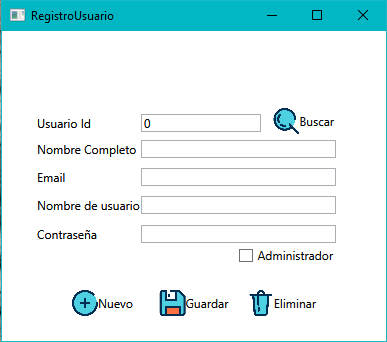 RegistroUsuario
Usuario Id 0 Buscar
Nombre Completo
Email
Nombre de usuario
Contraseña
Administrador
Nuevo Guardar Eliminar